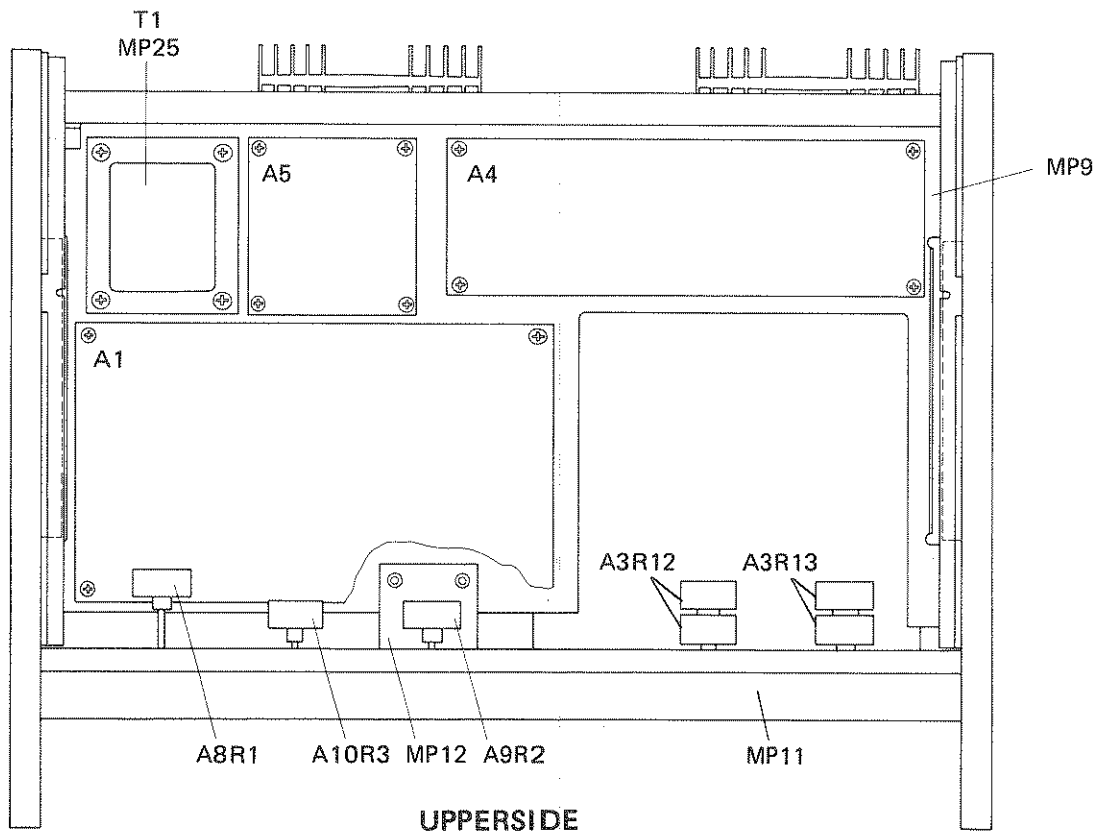 T1
MP25
A5
A4
MP9
A1
A3R12
A3R13
A8R1
A10R3
MP12
A9R2
MP11
UPPERSIDE